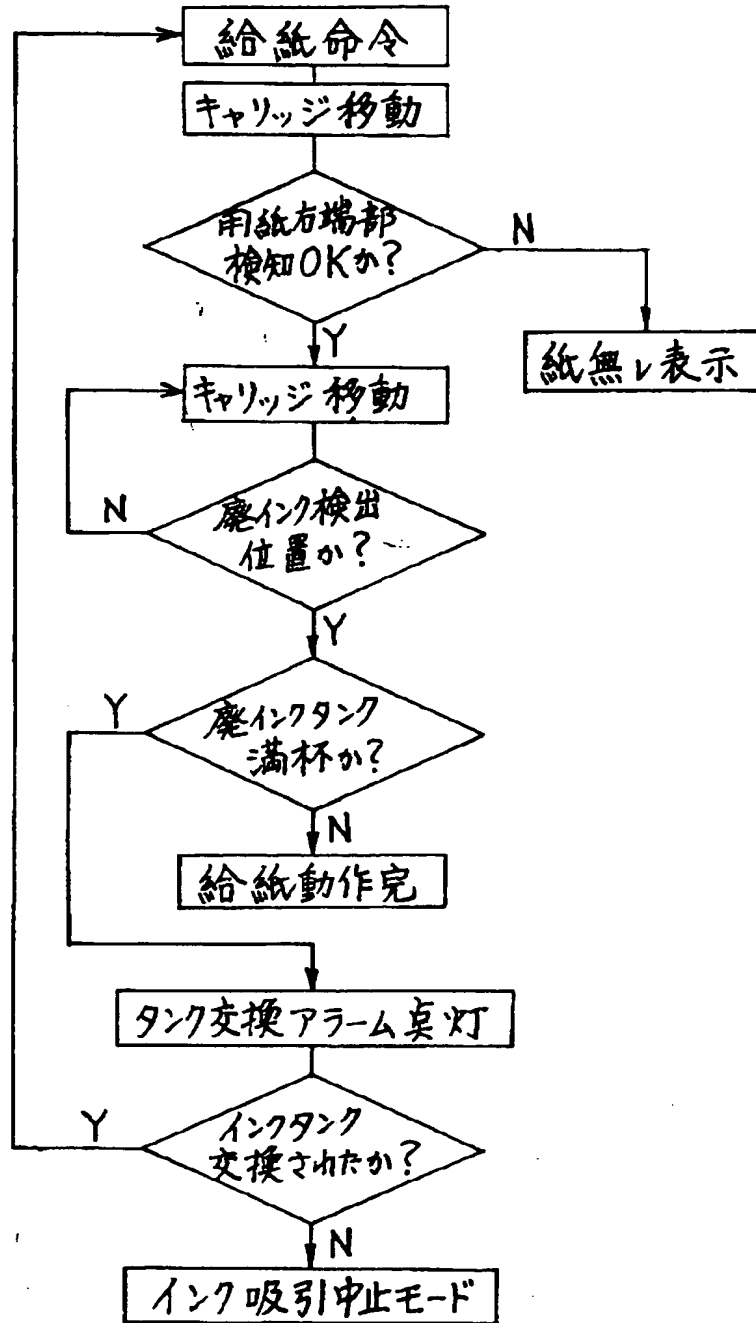 給紙命令
キャリッジ移動
用紙右端部
検知OKか?
N
Y
紙無し表示
キャリッジ移動
N
廃インク検出
位置か?
Y
Y
廃インクタンク
満杯か?
N
給紙動作完
タンク交換アラーム点灯
Y
インクタンク
交換されたか?
N
インク吸引中止モード